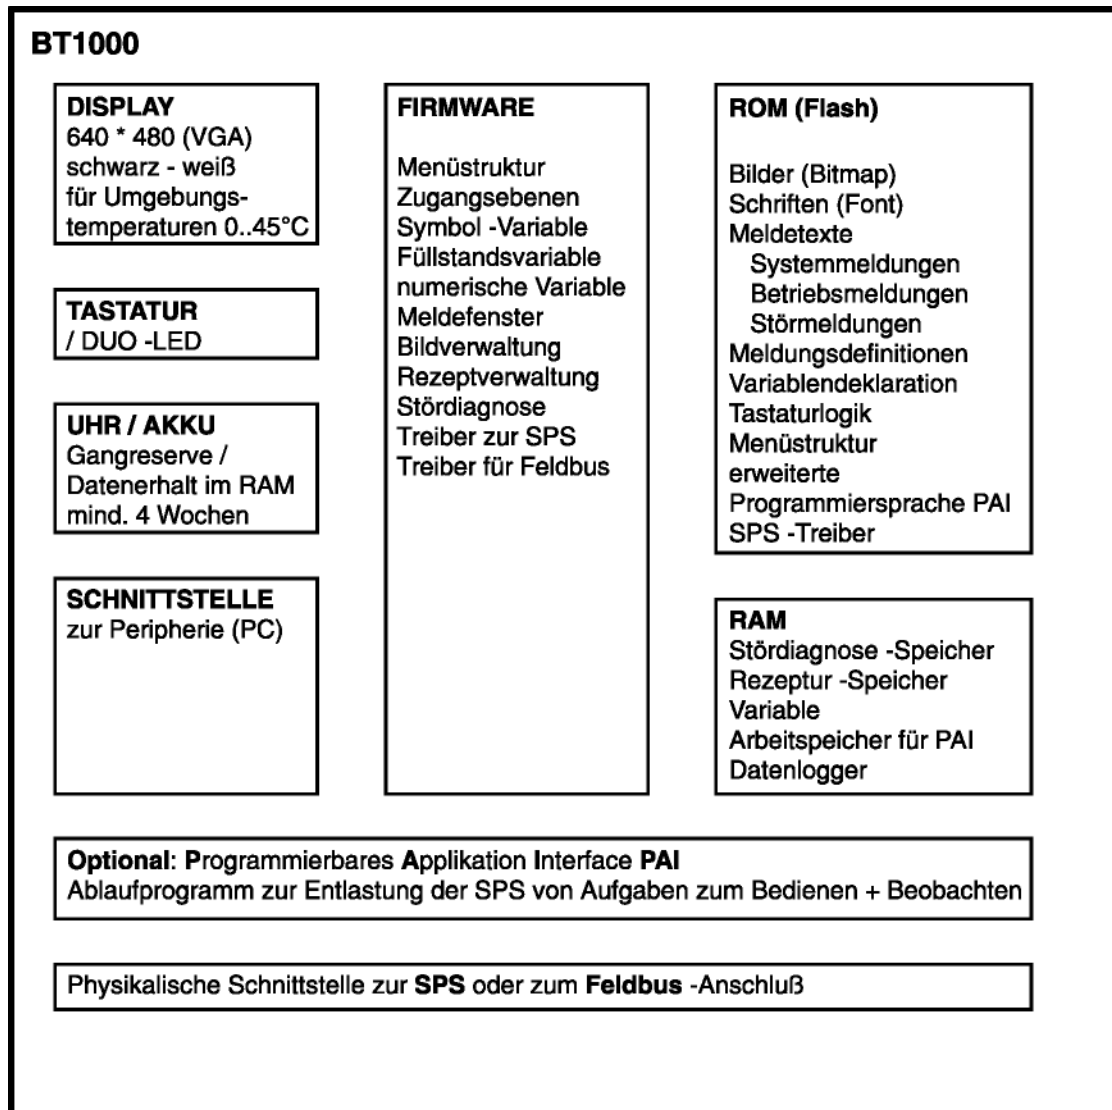 BT1000
DISPLAY
640 * 480 (VGA)
schwarz - weiß
für Umgebungs-
temperaturen 0..45°C
TASTATUR
/ DUO -LED
UHR / AKKU
Gangreserve /
Datenerhalt im RAM
mind. 4 Wochen
SCHNITTSTELLE
zur Peripherie (PC)
FIRMWARE
Menüstruktur
Zugangsebenen
Symbol -Variable
Füllstandsvariable
numerische Variable
Meldefenster
Bildverwaltung
Rezeptverwaltung
Stördiagnose
Treiber zur SPS
Treiber für Feldbus
ROM (Flash)
Bilder (Bitmap)
Schriften (Font)
Meldetexte
Systemmeldungen
Betriebsmeldungen
Störmeldungen
Meldungsdefinitionen
Variablendeklaration
Tastaturlogik
Menüstruktur
erweiterte
Programmiersprache PAI
SPS -Treiber
RAM
Stördiagnose -Speicher
Rezeptur -Speicher
Variable
Arbeitspeicher für PAI
Datenlogger
Optional: Programmierbares Applikation Interface PAI
Ablaufprogramm zur Entlastung der SPS von Aufgaben zum Bedienen + Beobachten
Physikalische Schnittstelle zur SPS oder zum Feldbus -Anschluß